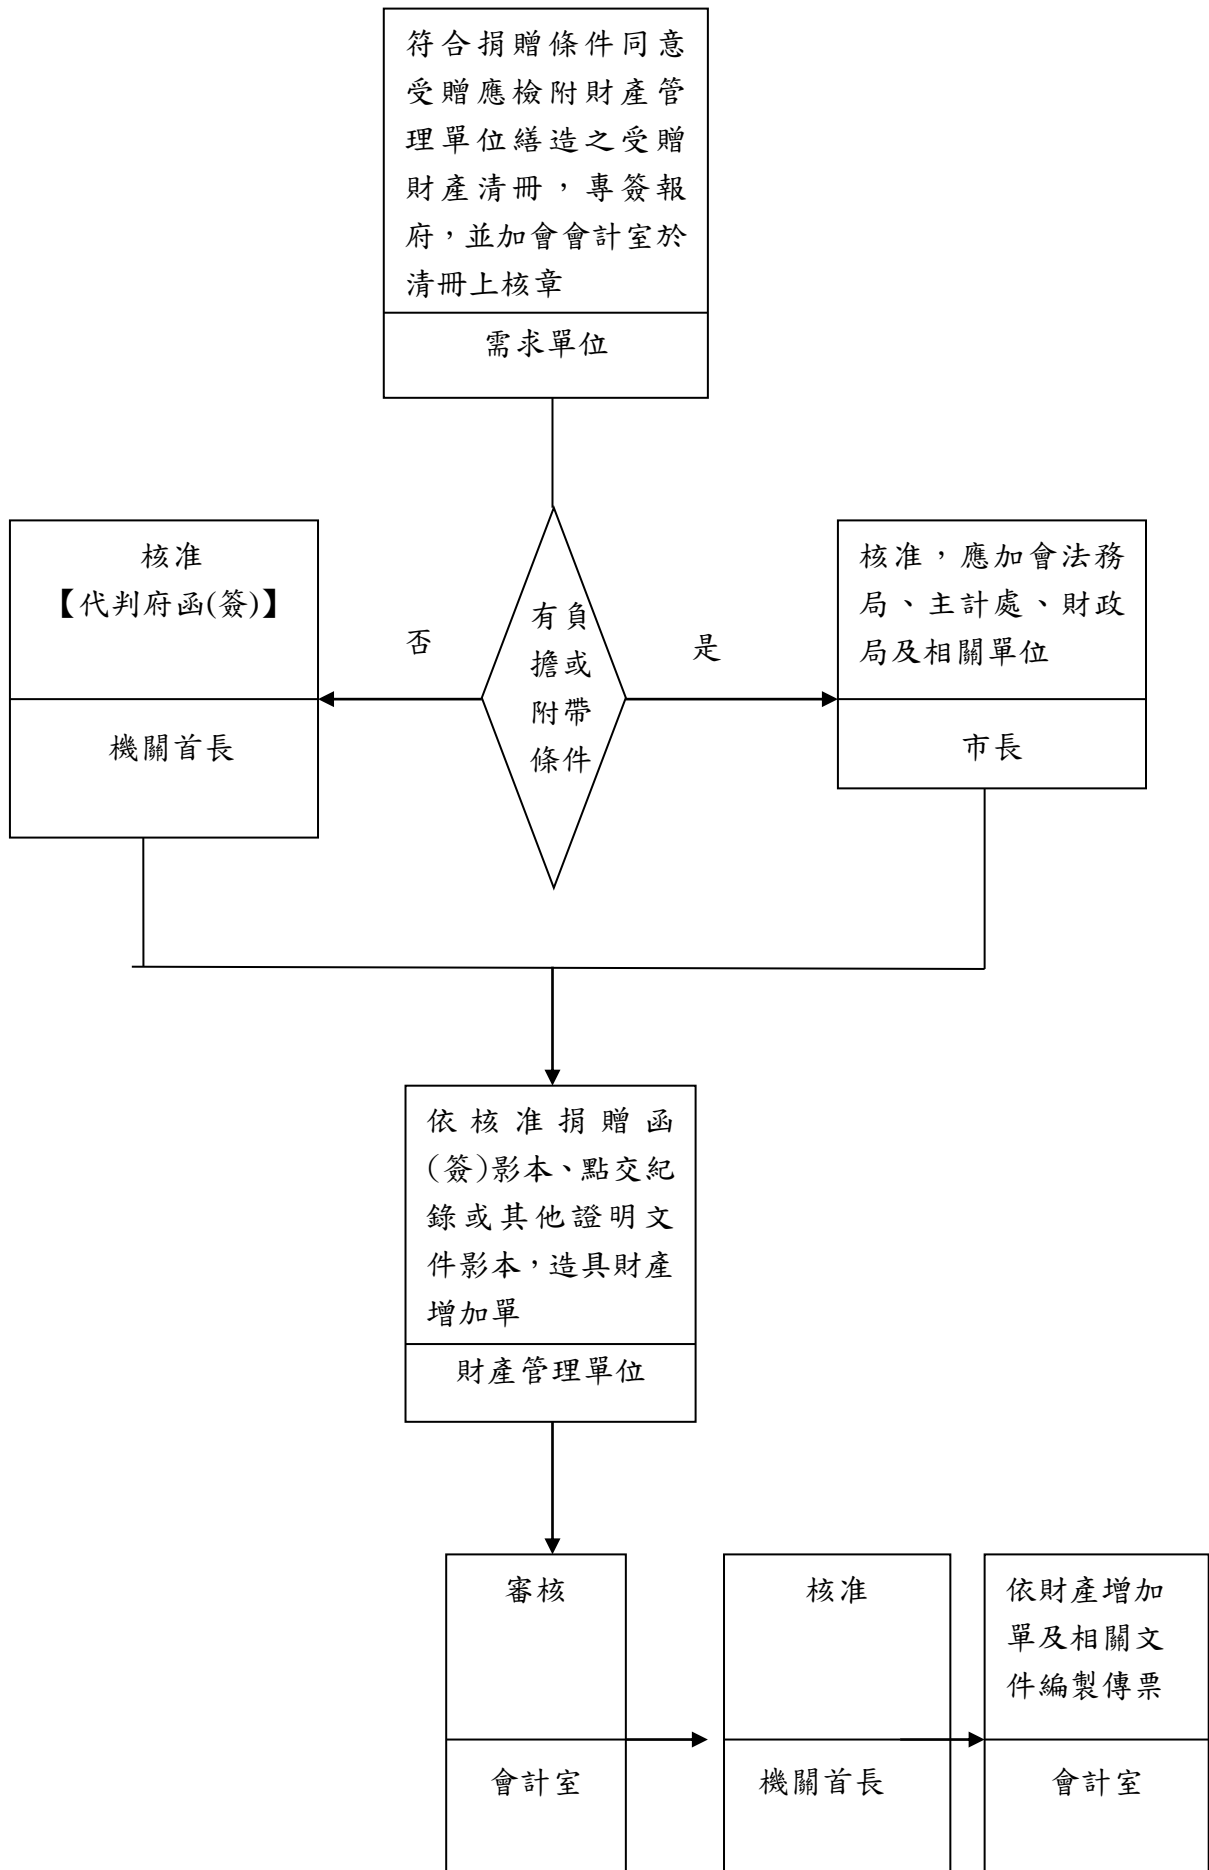 符合捐贈條件同意
受贈應檢附財產管
理單位繕造之受贈
財產清冊，專簽報
府，並加會會計室於
清冊上核章
需求單位
核准
【代判府函(簽)】
機關首長
否
有負
擔或
附帶
條件
是
核准，應加會法務
局、主計處、財政
局及相關單位
市長
依核准捐贈函
(簽)影本、點交紀
錄或其他證明文
件影本，造具財產
增加單
財產管理單位
審核
會計室
核准
機關首長
依財產增加
單及相關文
件編製傳票
會計室